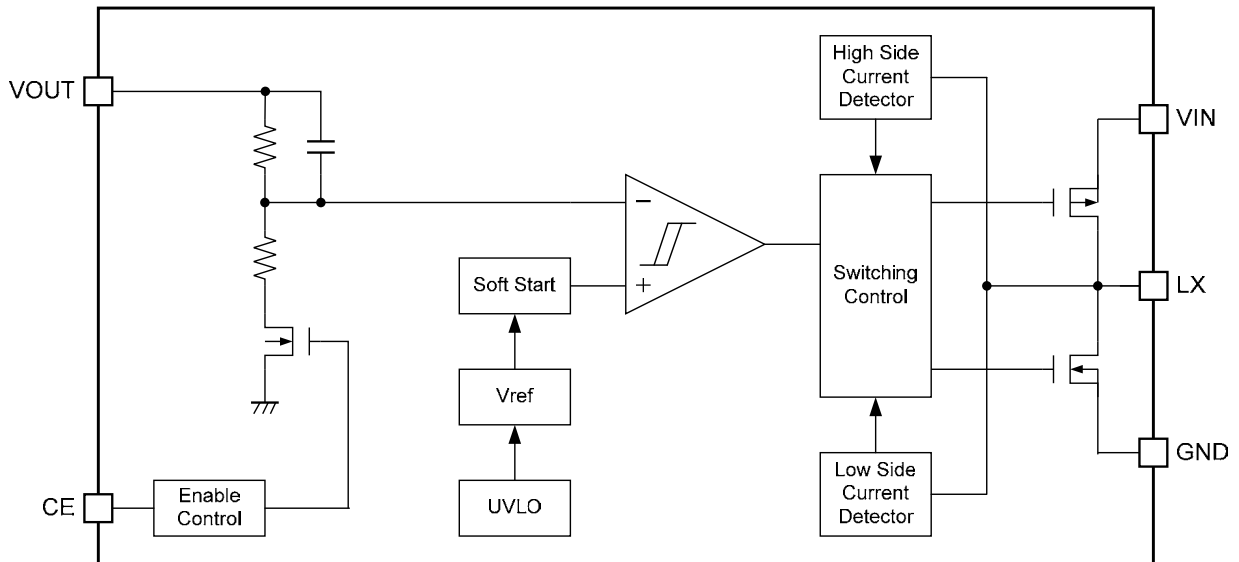 High Side
Current
Detector
VOUT
VIN
−
Soft Start
+
Switching
Control
LX
Vref
GND
CE
Enable
Control
UVLO
Low Side
Current
Detector